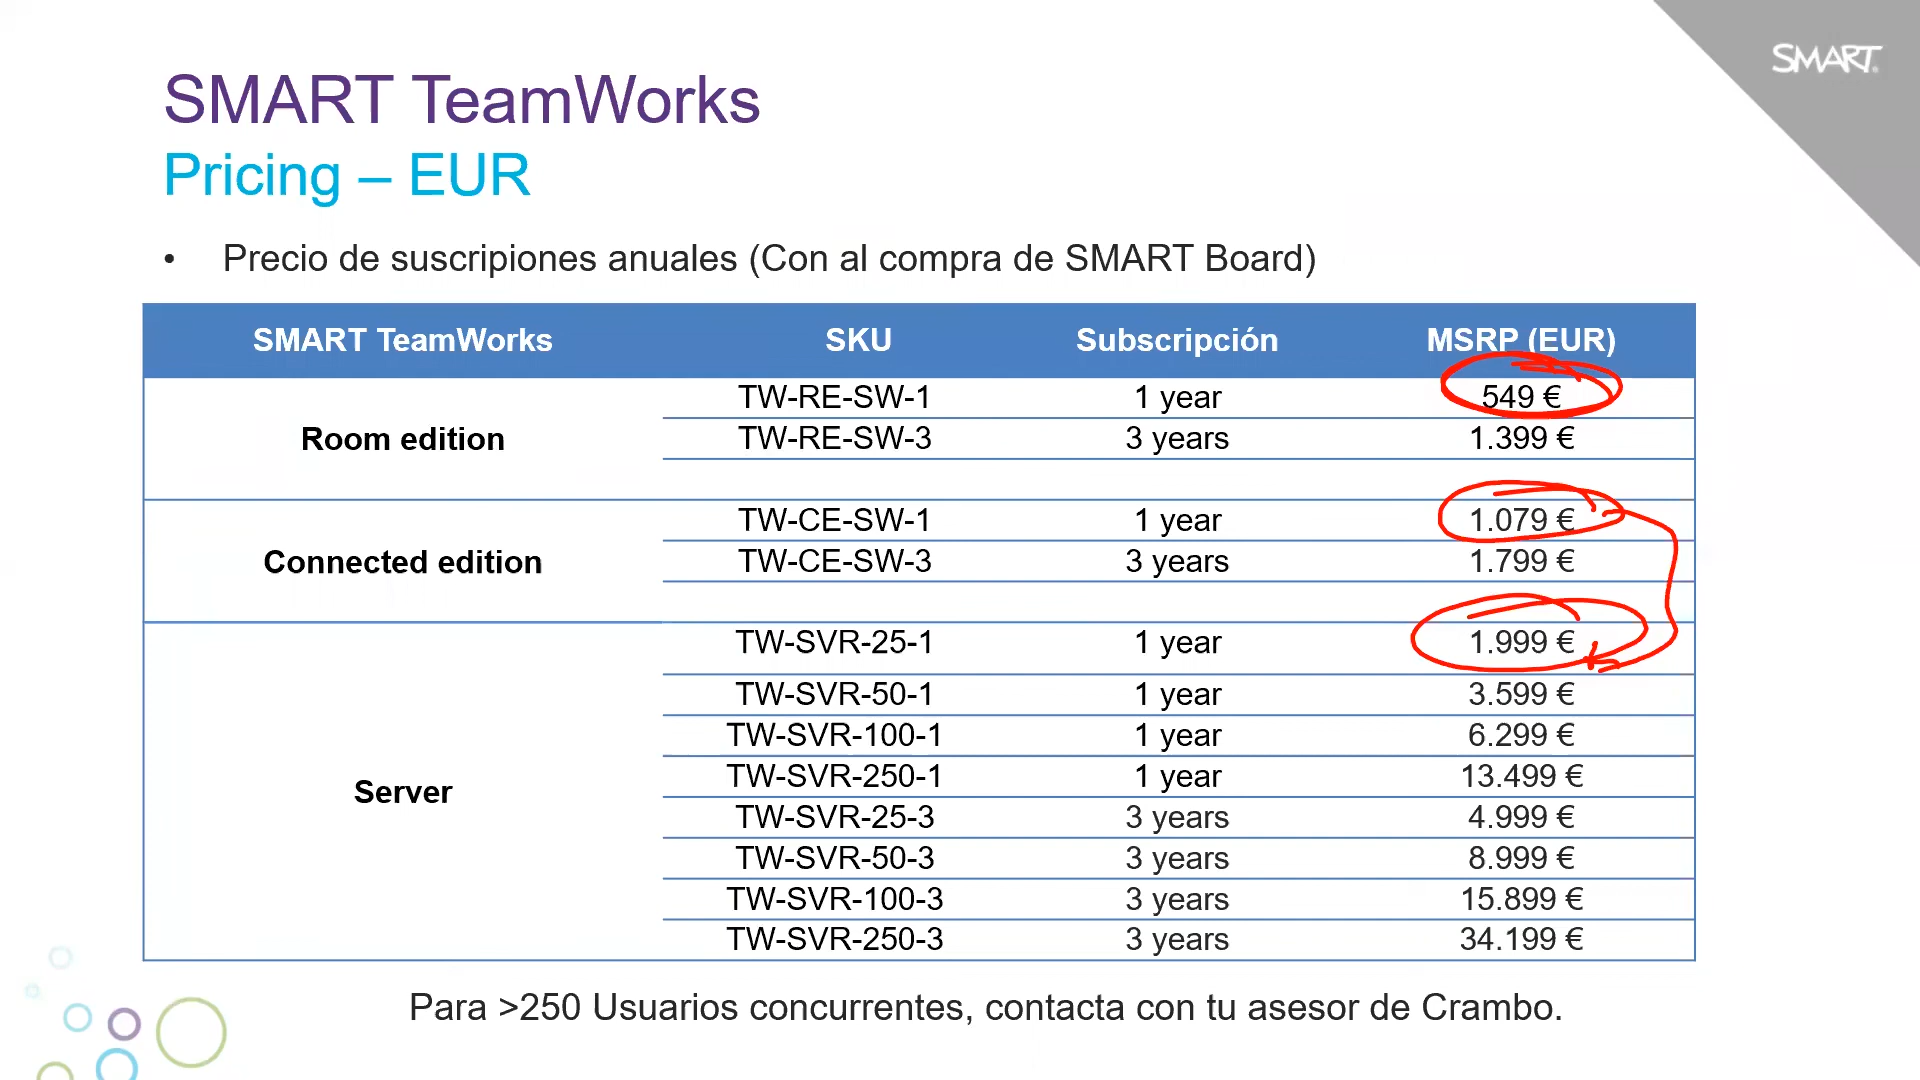 SMART
SMART TeamWorks
Pricing – EUR
• Precio de suscripiones anuales (Con al compra de SMART Board)
SMART TeamWorks SKU Subscripción MSRP (EUR)
Room edition
TW-RE-SW-1 1 year 549 €
TW-RE-SW-3 3 years 1.399 €
Connected edition
TW-CE-SW-1 1 year 1.079 €
TW-CE-SW-3 3 years 1.799 €
Server
TW-SVR-25-1 1 year 1.999 €
TW-SVR-50-1 1 year 3.599 €
TW-SVR-100-1 1 year 6.299 €
TW-SVR-250-1 1 year 13.499 €
TW-SVR-25-3 3 years 4.999 €
TW-SVR-50-3 3 years 8.999 €
TW-SVR-100-3 3 years 15.899 €
TW-SVR-250-3 3 years 34.199 €
Para >250 Usuarios concurrentes, contacta con tu asesor de Crambo.